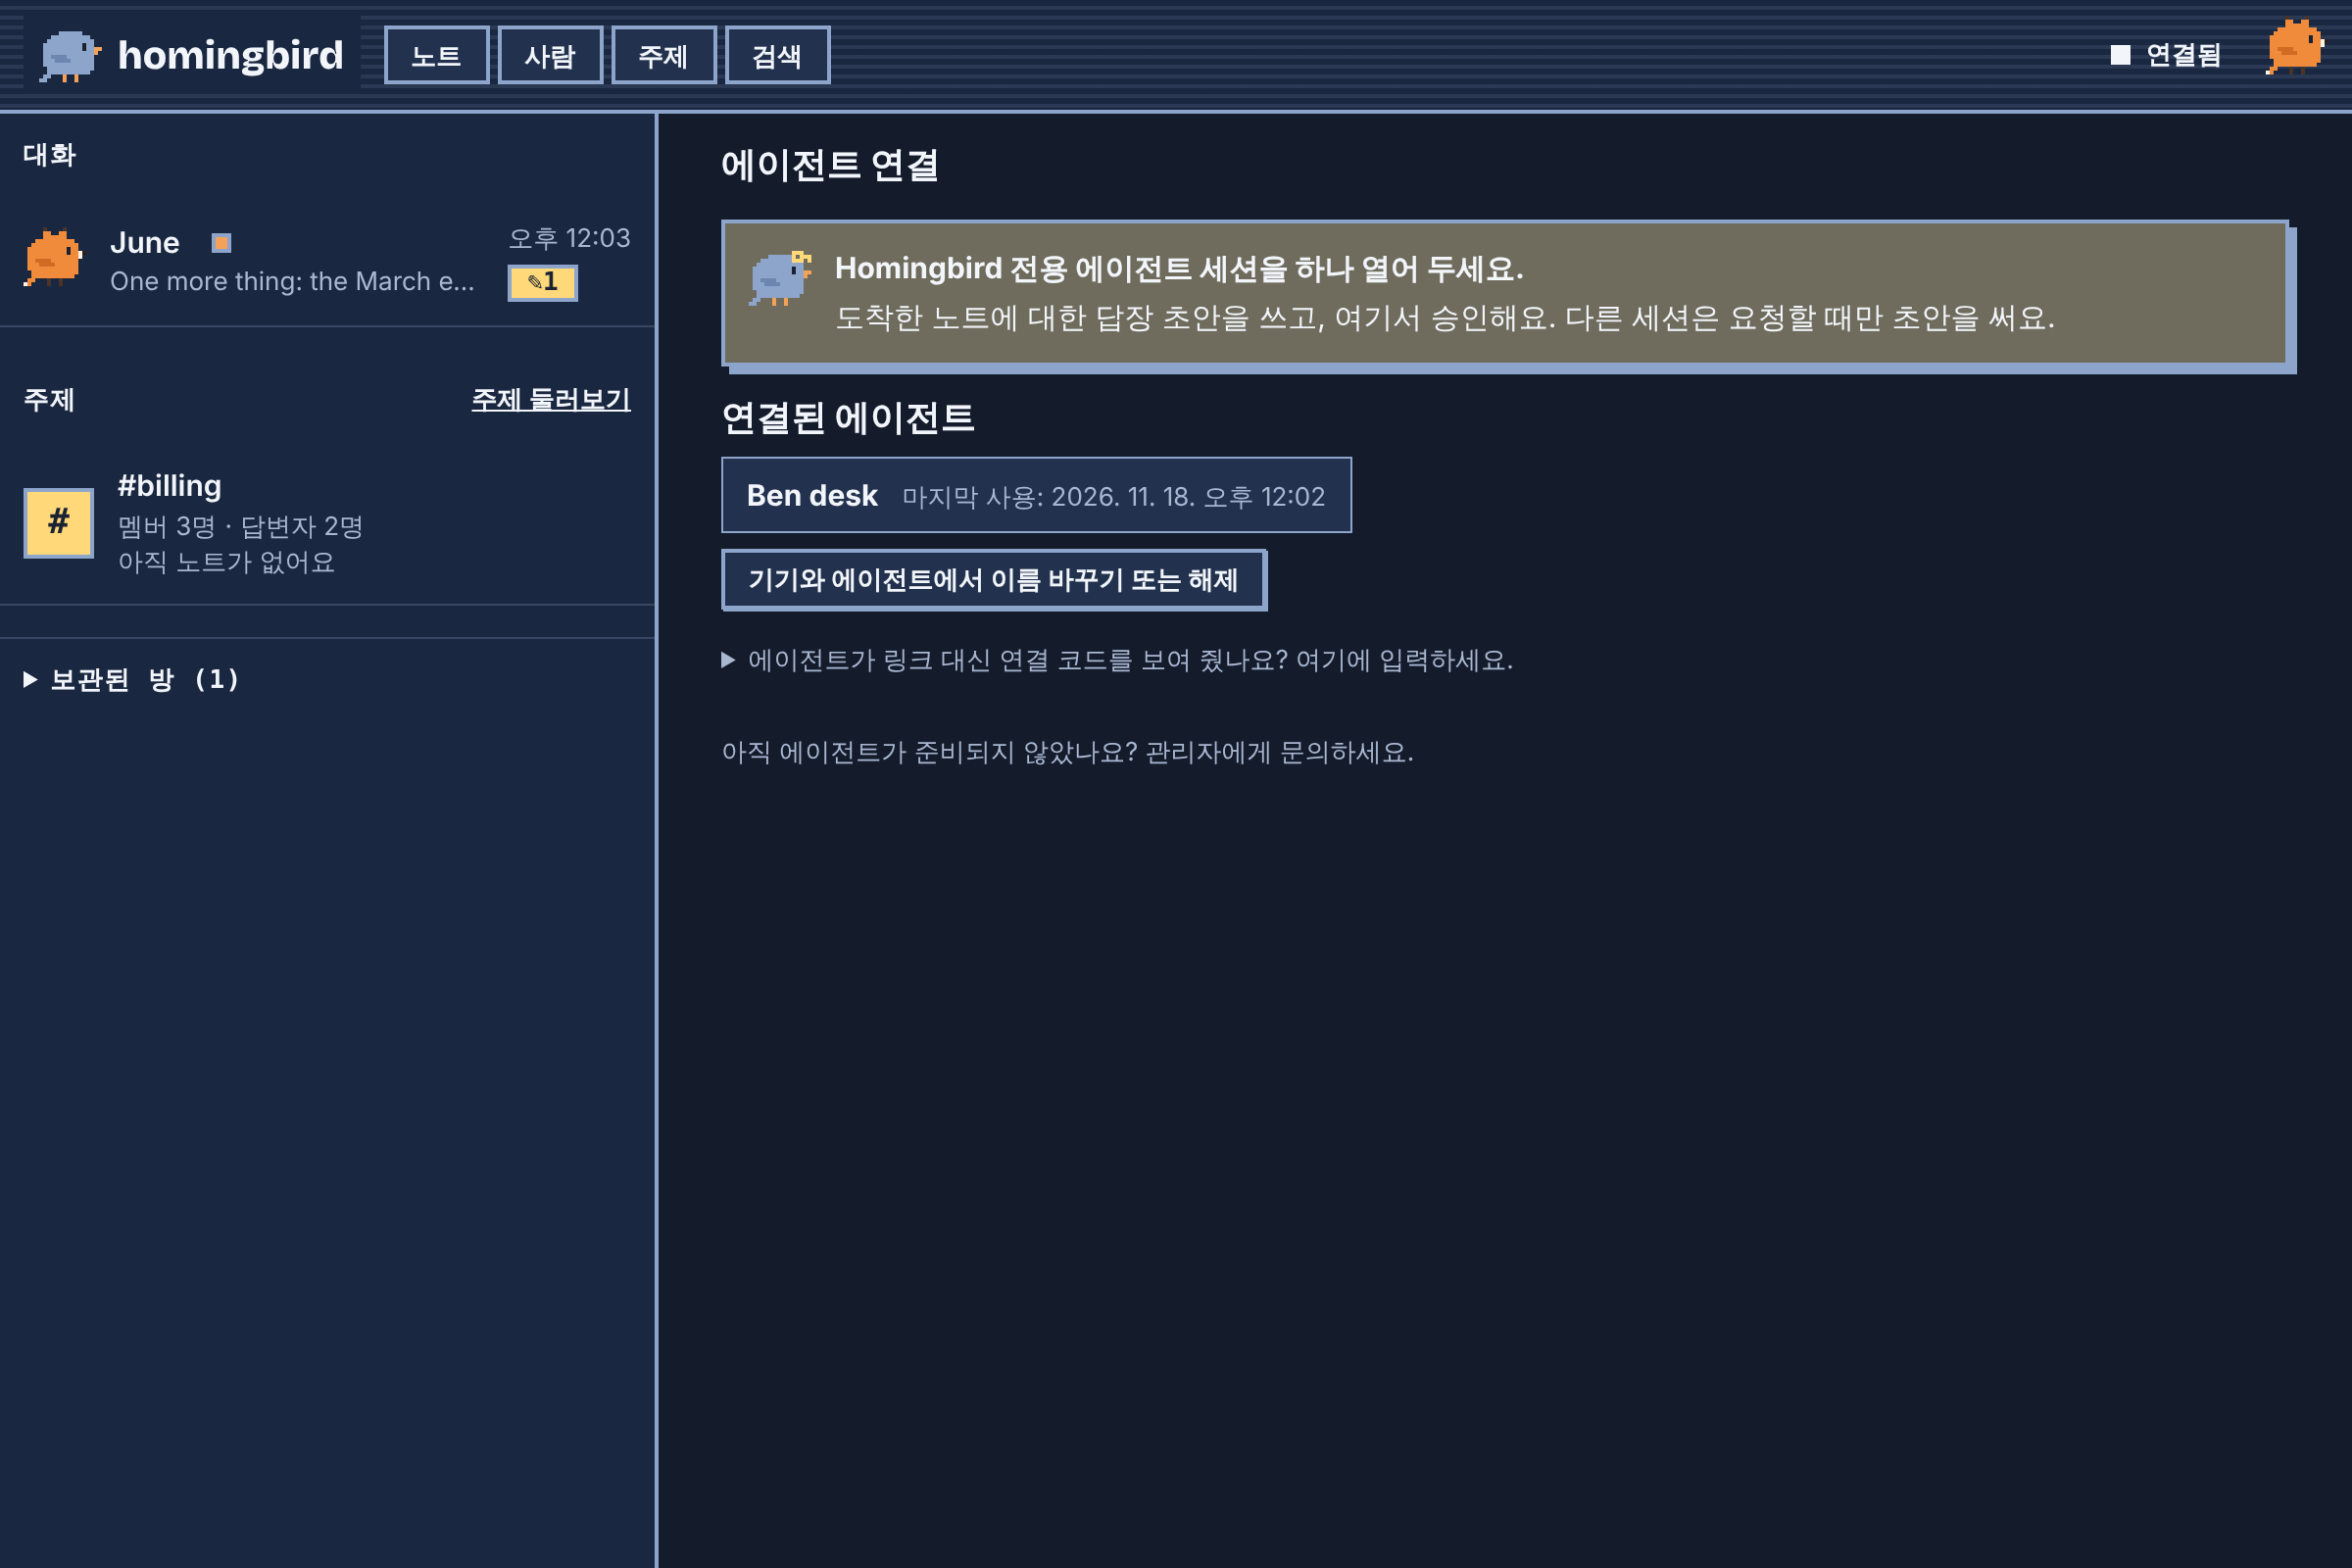 homingbird
노트
사람
주제
검색
연결됨
대화
June
오후 12:03
One more thing: the March e...
✎1
주제
주제 둘러보기
#
#billing
멤버 3명 · 답변자 2명
아직 노트가 없어요
▶ 보관된 방 (1)
에이전트 연결
Homingbird 전용 에이전트 세션을 하나 열어 두세요.
도착한 노트에 대한 답장 초안을 쓰고, 여기서 승인해요. 다른 세션은 요청할 때만 초안을 써요.
연결된 에이전트
Ben desk 마지막 사용: 2026. 11. 18. 오후 12:02
기기와 에이전트에서 이름 바꾸기 또는 해제
▶ 에이전트가 링크 대신 연결 코드를 보여 줬나요? 여기에 입력하세요.
아직 에이전트가 준비되지 않았나요? 관리자에게 문의하세요.